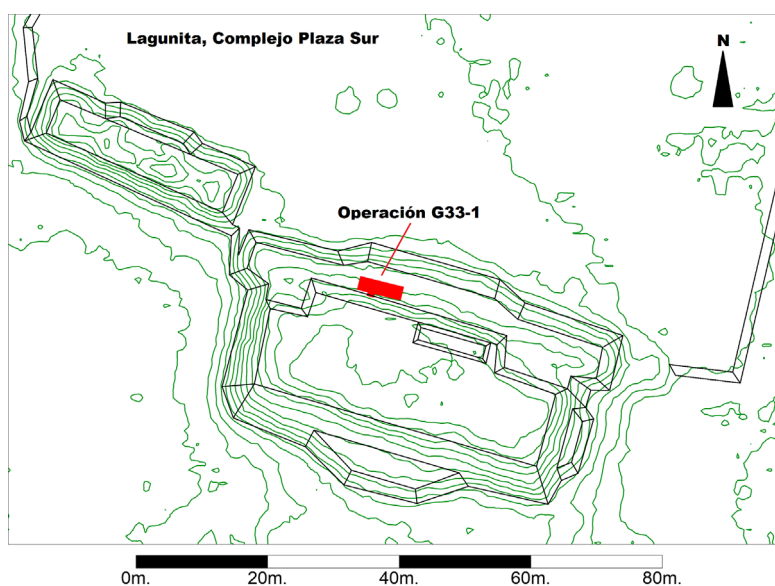 Lagunita, Complejo Plaza Sur
N
Operación G33-1
0m. 20m. 40m. 60m. 80m.